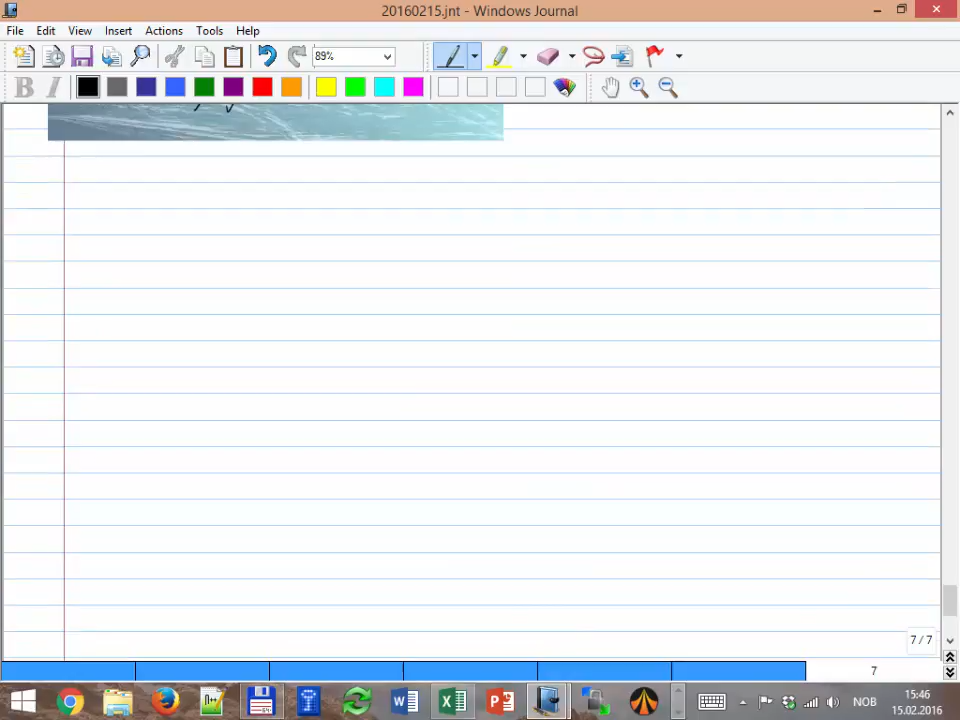 20160215.jnt - Windows Journal
File Edit View Insert Actions Tools Help
89%
B I
7 / 7
7
NOB
15:46
15.02.2016